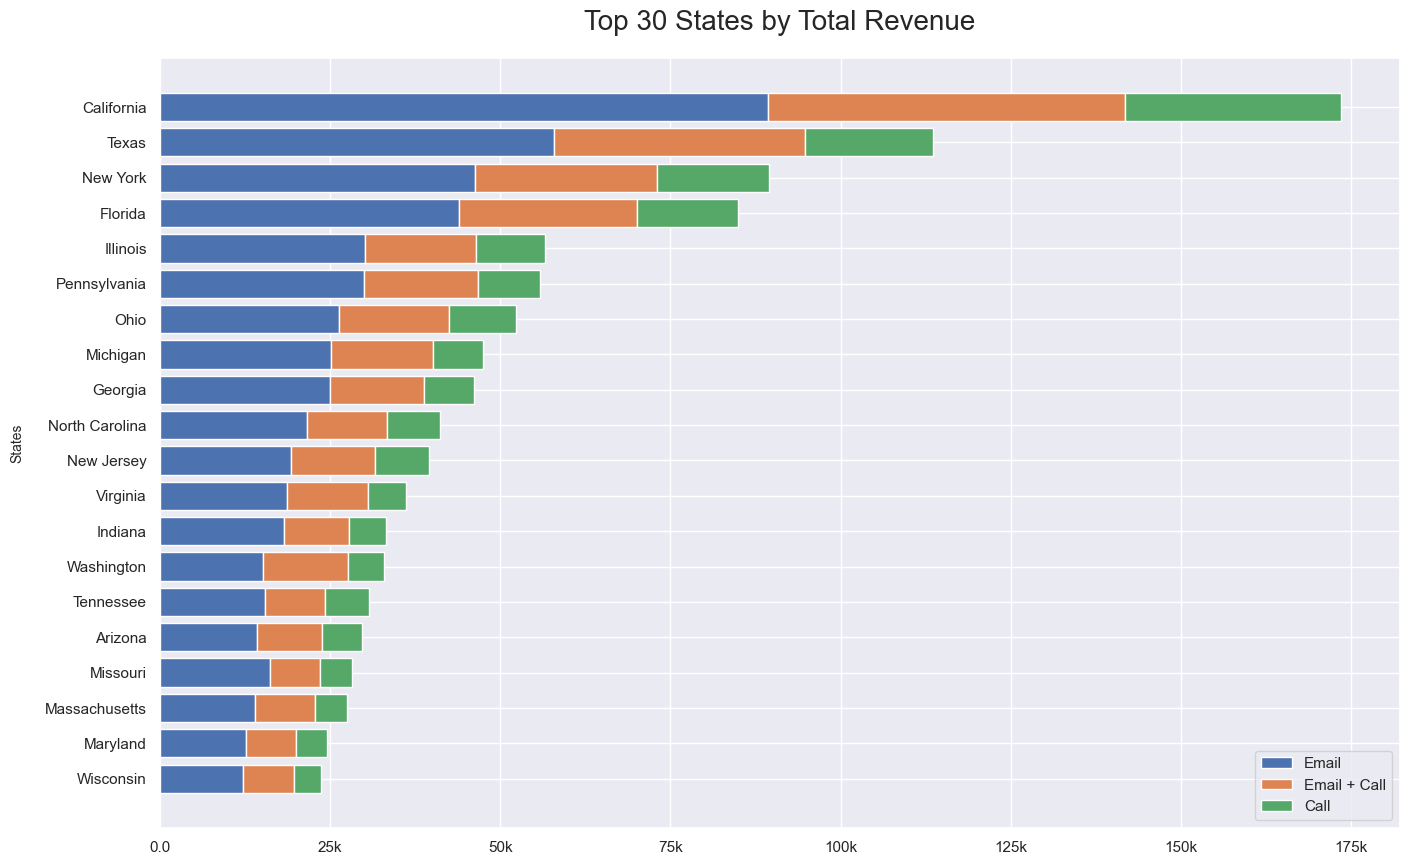 Top 30 States by Total Revenue
States
California
Texas
New York
Florida
Illinois
Pennsylvania
Ohio
Michigan
Georgia
North Carolina
New Jersey
Virginia
Indiana
Washington
Tennessee
Arizona
Missouri
Massachusetts
Maryland
Wisconsin
Email
Email + Call
Call
0.0 25k 50k 75k 100k 125k 150k 175k